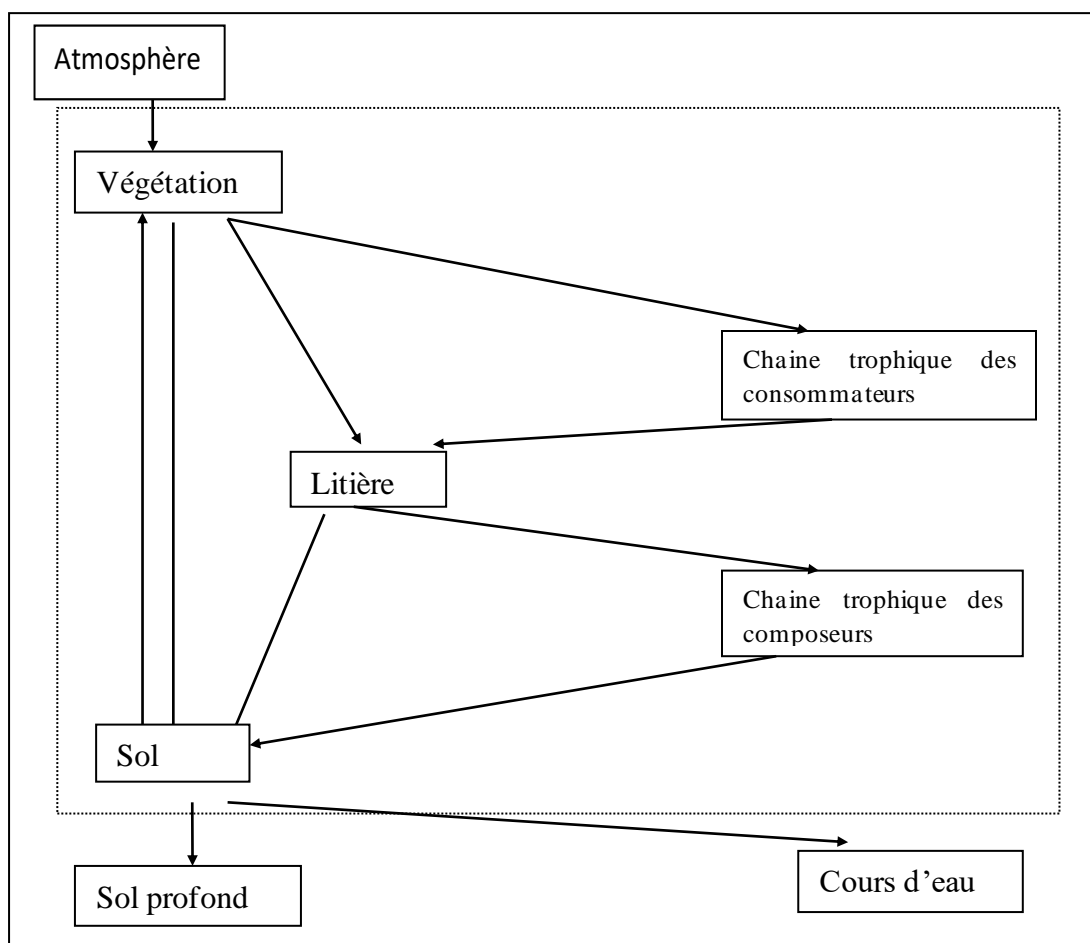 Atmosphère
Végétation
Chaine trophique des
consommateurs
Litière
Chaine trophique des
composeurs
Sol
Sol profond
Cours d’eau